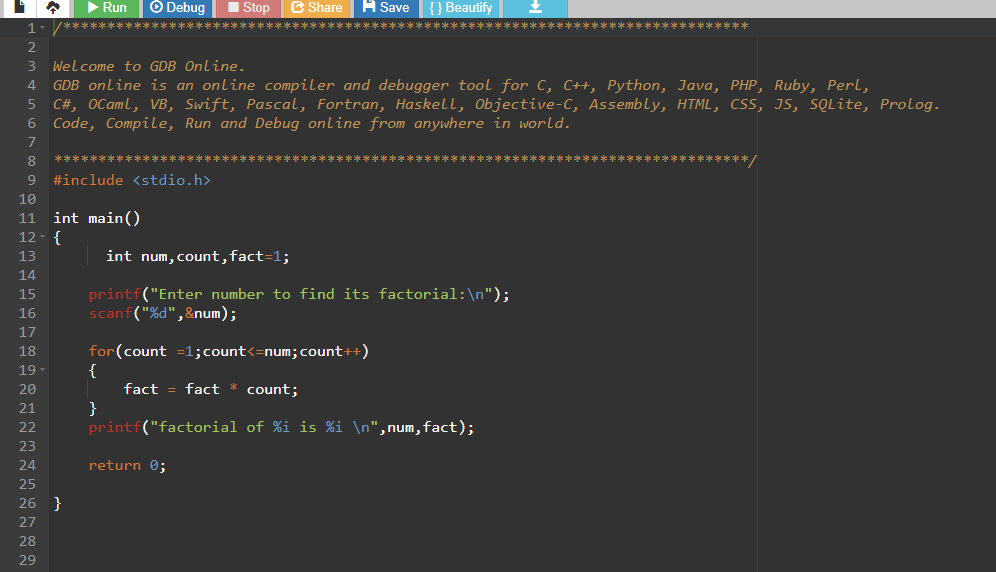 Run Debug Stop Share Save { } Beautify
1 /******************************************************************************
2
3 Welcome to GDB Online.
4 GDB online is an online compiler and debugger tool for C, C++, Python, Java, PHP, Ruby, Perl,
5 C#, OCaml, VB, Swift, Pascal, Fortran, Haskell, Objective-C, Assembly, HTML, CSS, JS, SQLite, Prolog.
6 Code, Compile, Run and Debug online from anywhere in world.
7
8 *******************************************************************************/
9 #include <stdio.h>
10
11 int main()
12 {
13       int num,count,fact=1;
14
15     printf("Enter number to find its factorial:\n");
16     scanf("%d",&num);
17
18     for(count =1;count<=num;count++)
19     {
20         fact = fact * count;
21     }
22     printf("factorial of %i is %i \n",num,fact);
23
24     return 0;
25
26 }
27
28
29